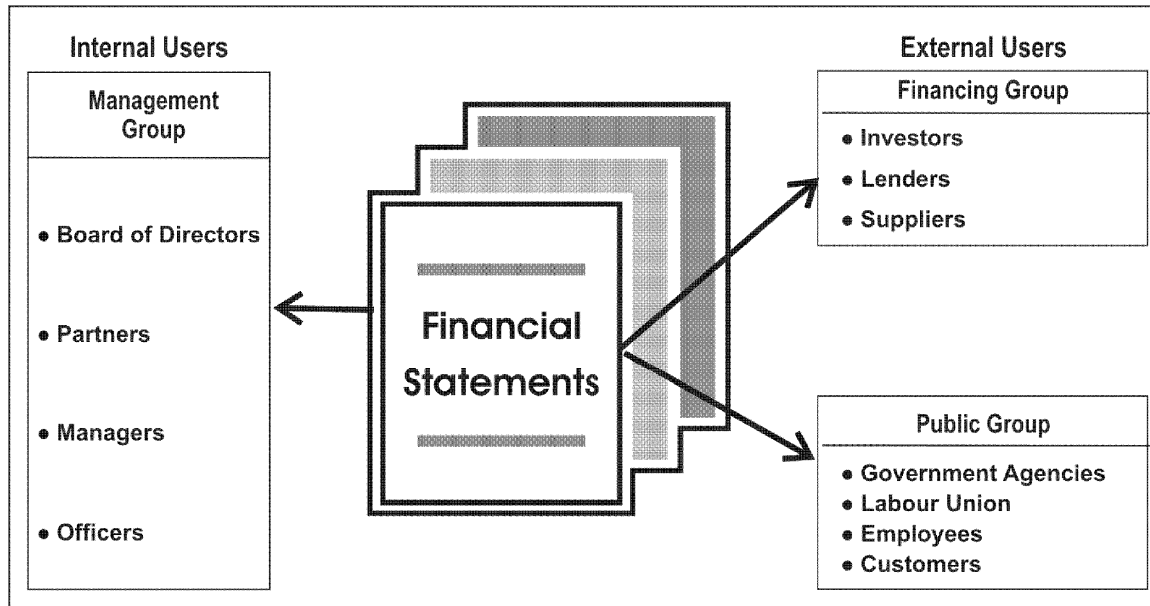 Internal Users
Management
Group
• Board of Directors
• Partners
• Managers
• Officers
Financial
Statements
External Users
Financing Group
• Investors
• Lenders
• Suppliers
Public Group
• Government Agencies
• Labour Union
• Employees
• Customers